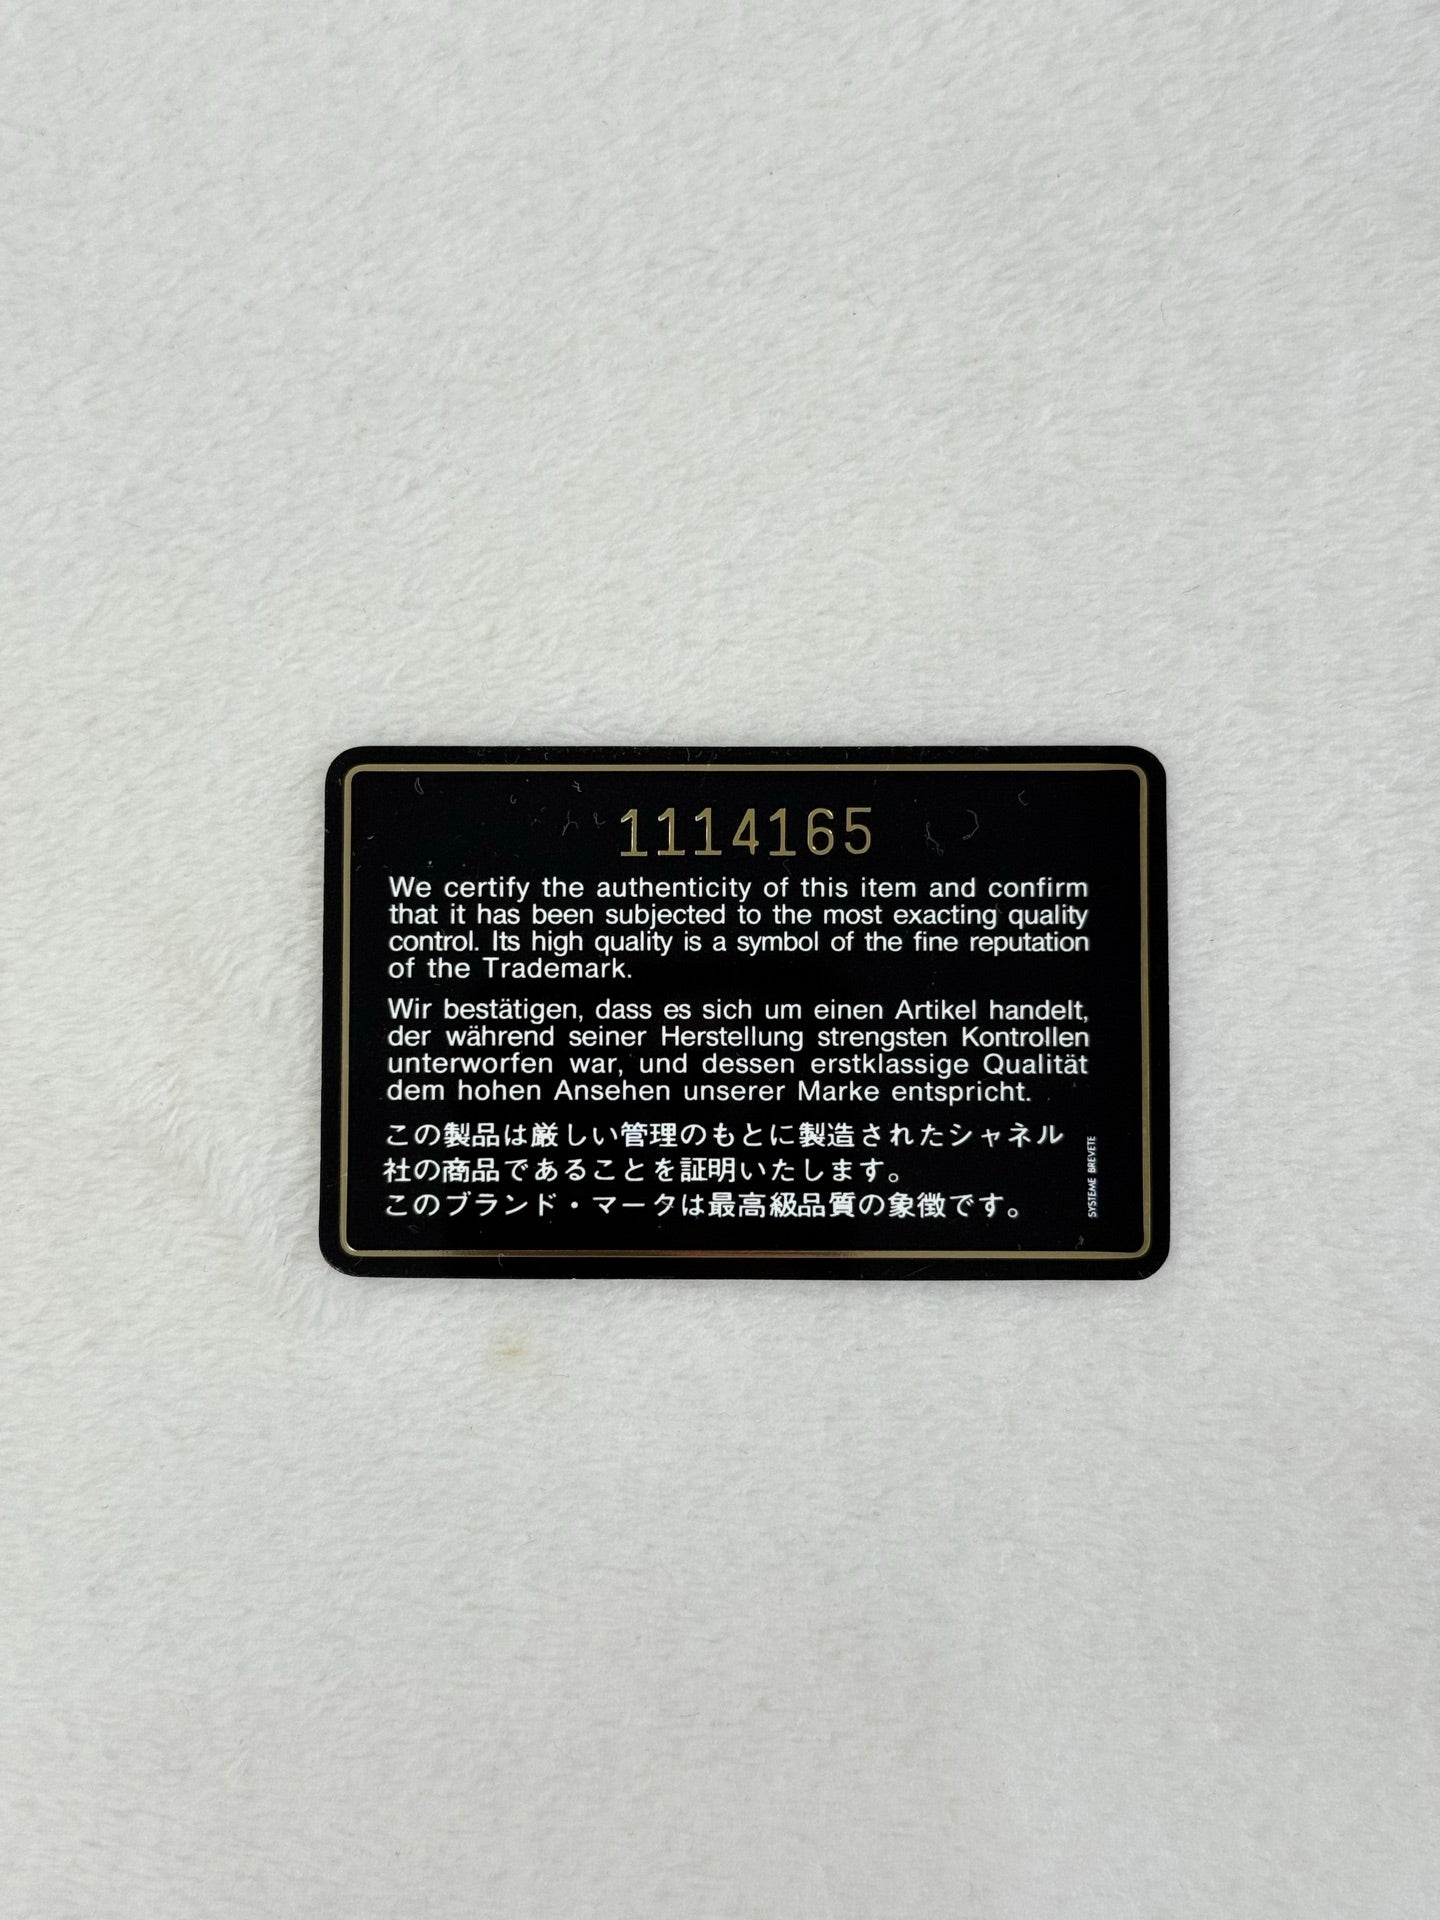 1114165
We certify the authenticity of this item and confirm
that it has been subjected to the most exacting quality
control. Its high quality is a symbol of the fine reputation
of the Trademark.
Wir bestätigen, dass es sich um einen Artikel handelt,
der während seiner Herstellung strengsten Kontrollen
unterworfen war, und dessen erstklassige Qualität
dem hohen Ansehen unserer Marke entspricht.
この製品は厳しい管理のもとに製造されたシャネル
社の商品であることを証明いたします。
このブランド・マータは最高級品質の象徴です。
SYSTEME BREVETE